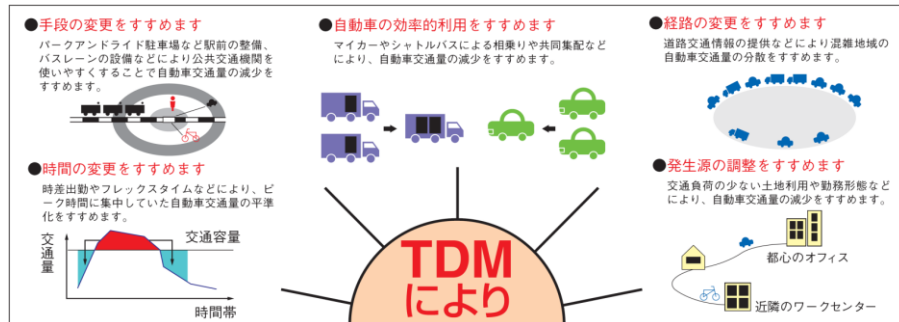 ●手段の変更をすすめます
パークアンドライド駐車場など駅前の整備、
バスレーンの設備などにより公共交通機関を
使いやすくすることで自動車交通量の減少を
すすめます。
●時間の変更をすすめます
時差出勤やフレックスタイムなどにより、ピ
ーク時間に集中していた自動車交通量の平準
化をすすめます。
交通量
交通容量
時間帯
●自動車の効率的利用をすすめます
マイカーやシャトルバスによる相乗りや共同集配など
により、自動車交通量の減少をすすめます。
TDM
により
●経路の変更をすすめます
道路交通情報の提供などにより混雑地域の
自動車交通量の分散をすすめます。
●発生源の調整をすすめます
交通負荷の少ない土地利用や勤務形態など
により、自動車交通量の減少をすすめます。
都心のオフィス
近隣のワークセンター